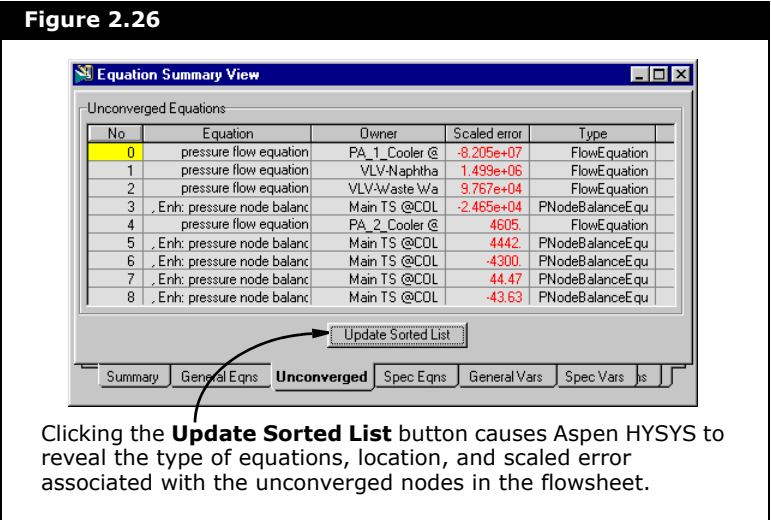 Figure 2.26
Equation Summary View
Unconverged Equations
No Equation Owner Scaled error Type
0 pressure flow equation PA_1_Cooler @ -8.205e+07 FlowEquation
1 pressure flow equation VLV-Naphtha 1.499e+06 FlowEquation
2 pressure flow equation VLV-Waste Wa 9.767e+04 FlowEquation
3 , Enh: pressure node balanc Main TS @COL -2.465e+04 PNodeBalanceEqu
4 pressure flow equation PA_2_Cooler @ 4605. FlowEquation
5 , Enh: pressure node balanc Main TS @COL 4442. PNodeBalanceEqu
6 , Enh: pressure node balanc Main TS @COL -4300. PNodeBalanceEqu
7 , Enh: pressure node balanc Main TS @COL 44.47 PNodeBalanceEqu
8 , Enh: pressure node balanc Main TS @COL -43.63 PNodeBalanceEqu
Update Sorted List
Summary General Eqns Unconverged Spec Eqns General Vars Spec Vars
Clicking the Update Sorted List button causes Aspen HYSYS to
reveal the type of equations, location, and scaled error
associated with the unconverged nodes in the flowsheet.